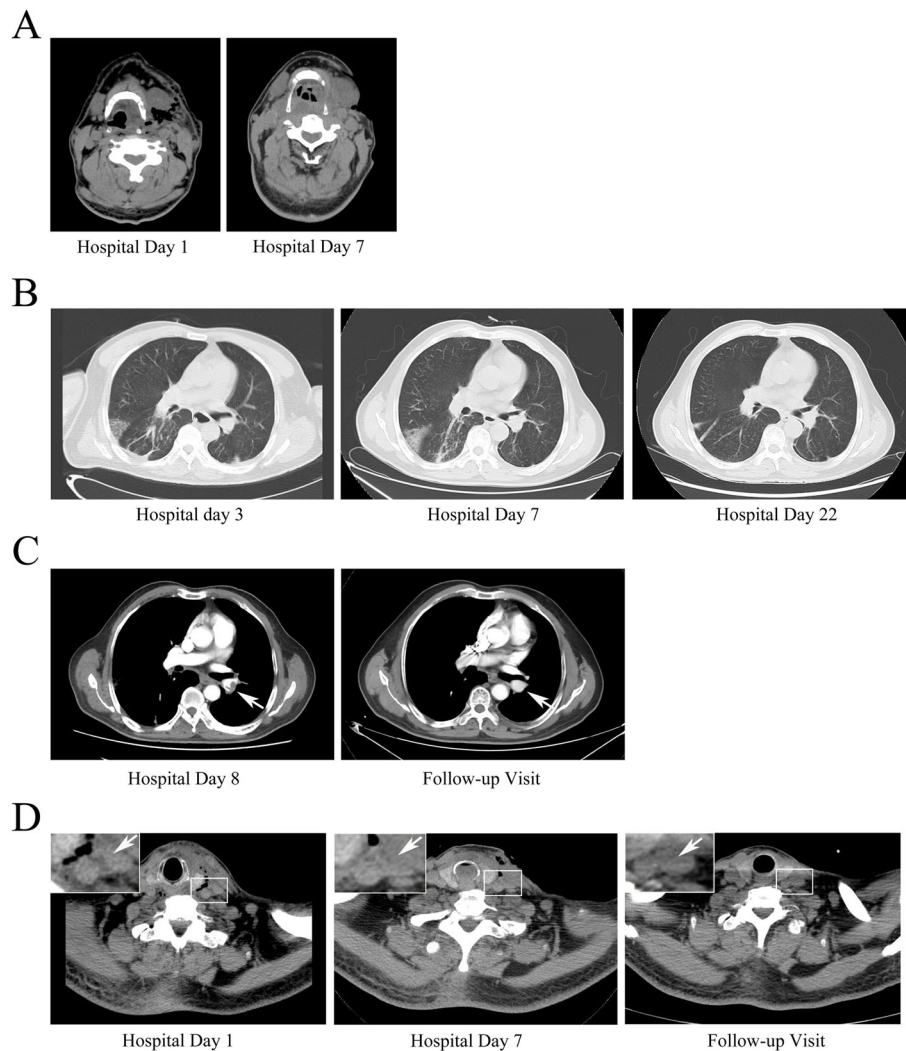 A
Hospital Day 1
Hospital Day 7
B
Hospital day 3
Hospital Day 7
Hospital Day 22
C
Hospital Day 8
Follow-up Visit
D
Hospital Day 1
Hospital Day 7
Follow-up Visit